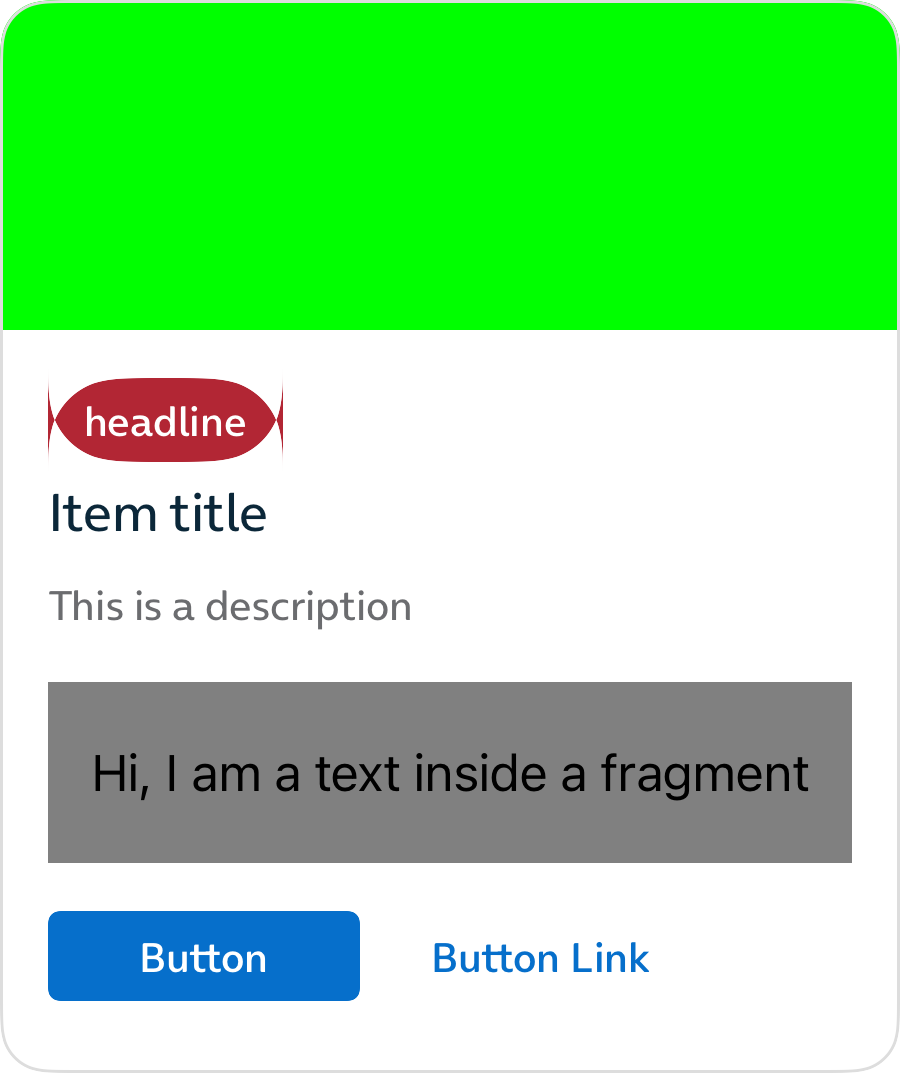 headline
Item title
This is a description
Hi, I am a text inside a fragment
Button
Button Link